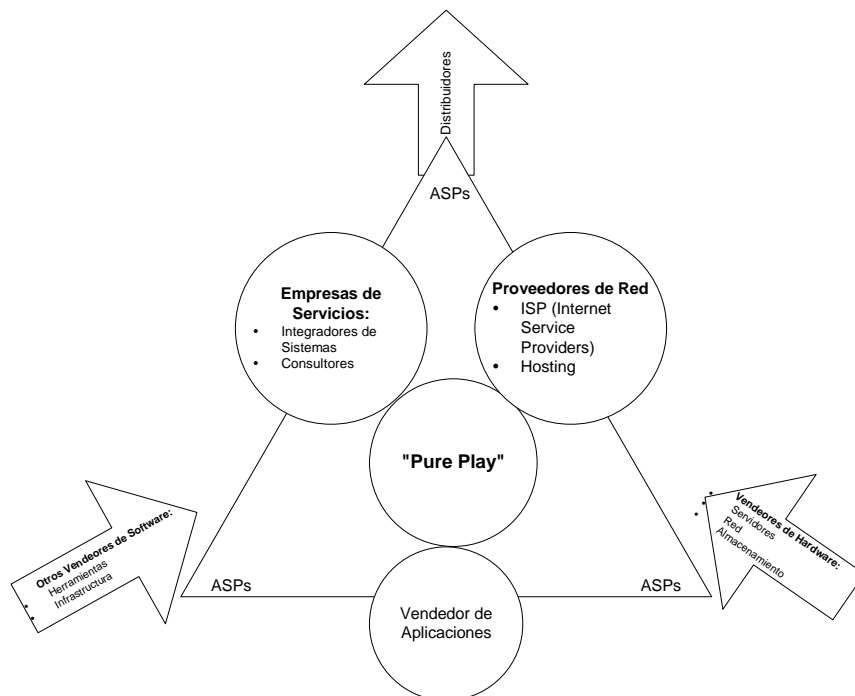 Distribuidores
ASPs
Empresas de
Servicios:
• Integradores de
Sistemas
• Consultores
Proveedores de Red
• ISP (Internet
Service
Providers)
• Hosting
"Pure Play"
Otros Vendeores de Software:
• Herramientas
• Infrastructura
Vendeores de Hardware:
• Servidores
• Red
• Almacenamiento
ASPs
ASPs
Vendedor de
Aplicaciones